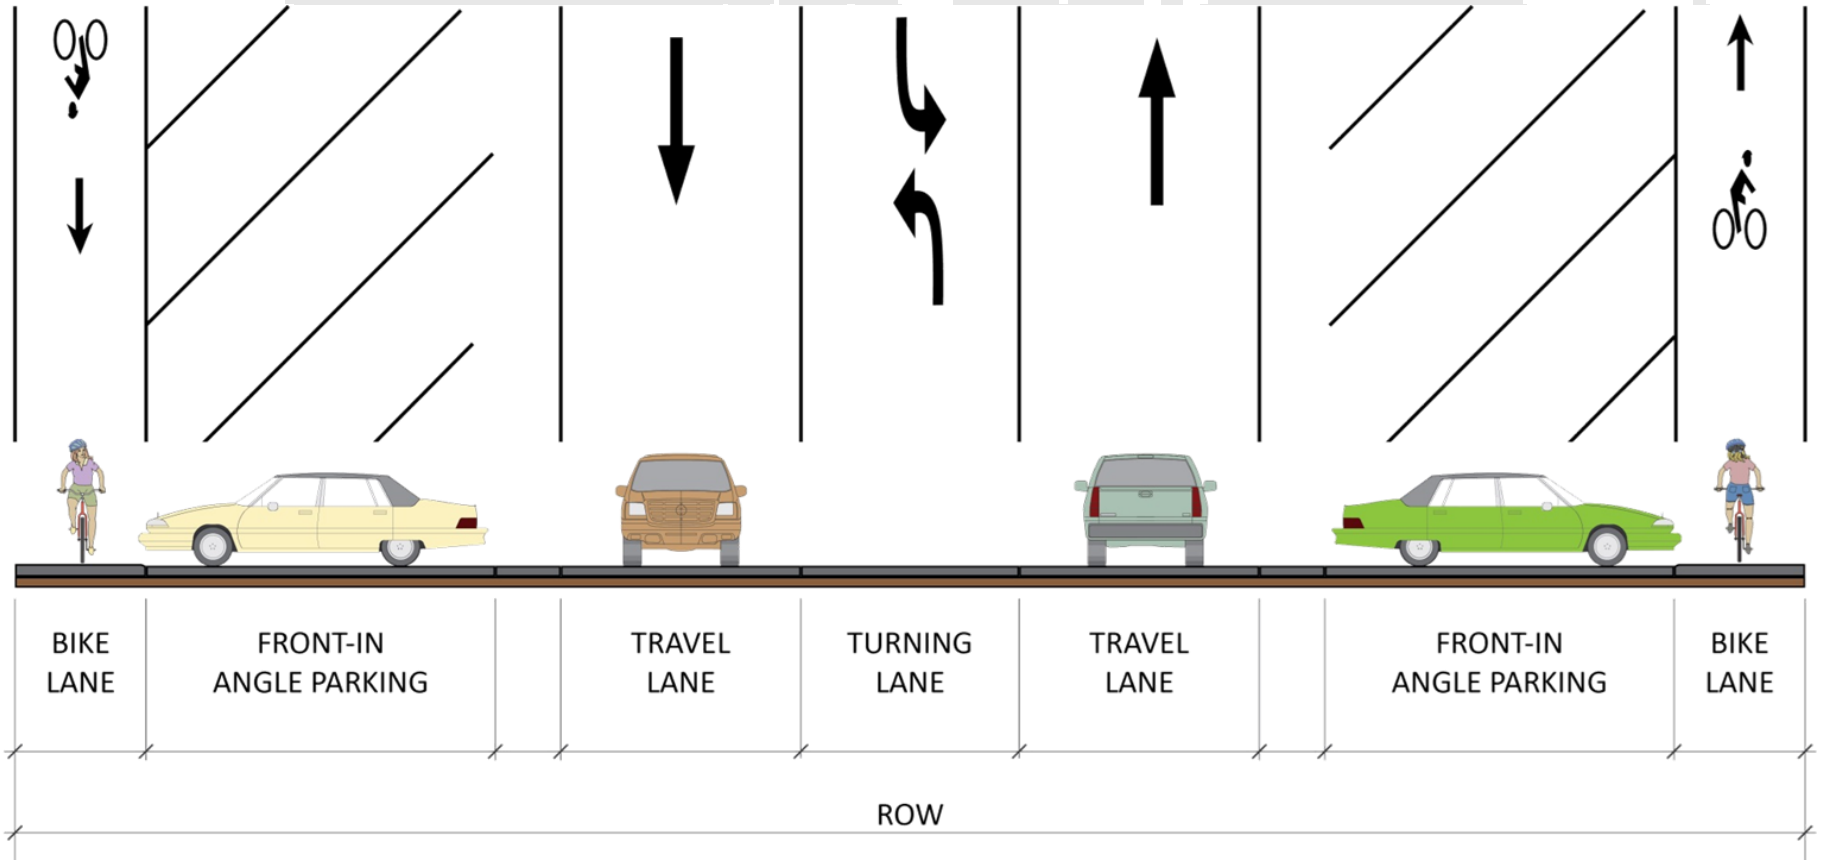 BIKE
LANE
FRONT-IN
ANGLE PARKING
TRAVEL
LANE
TURNING
LANE
TRAVEL
LANE
FRONT-IN
ANGLE PARKING
BIKE
LANE
ROW